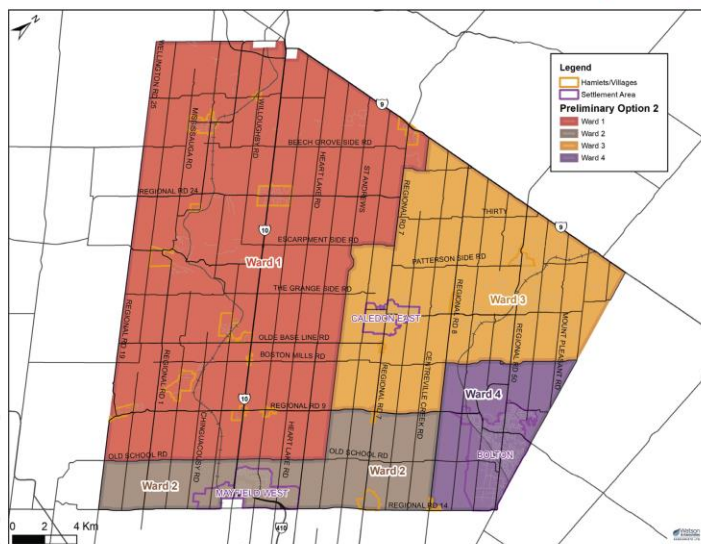 Legend
Hamlets/Villages
Settlement Area
Preliminary Option 2
Ward 1
Ward 2
Ward 3
Ward 4
WELLINGTON RD 25
MISSISSAUGA RD
WILLOUGHBY RD
9
BEECH GROVE SIDE RD
HEART LAKE RD
ST ANDREWS
REGIONAL RD 24
REGIONAL RD 7
THIRTY
9
10
ESCARPMENT SIDE RD
PATTERSON SIDE RD
Ward 1
THE GRANGE SIDE RD
REGIONAL RD 8
Ward 3
REGIONAL RD 19
CALEDON EAST
MOUNT PLEASANT RD
REGIONAL RD 50
OLDE BASE LINE RD
BOSTON MILLS RD
REGIONAL RD 1
CENTREVILLE CREEK RD
REGIONAL RD 7
Ward 4
10
REGIONAL RD 9
CHINGUACOUSY RD
HEART LAKE RD
OLD SCHOOL RD
OLD SCHOOL RD
BOLTON
Ward 2
Ward 2
MAYFIELD WEST
REGIONAL RD 14
410
0 2 4 Km
Watson